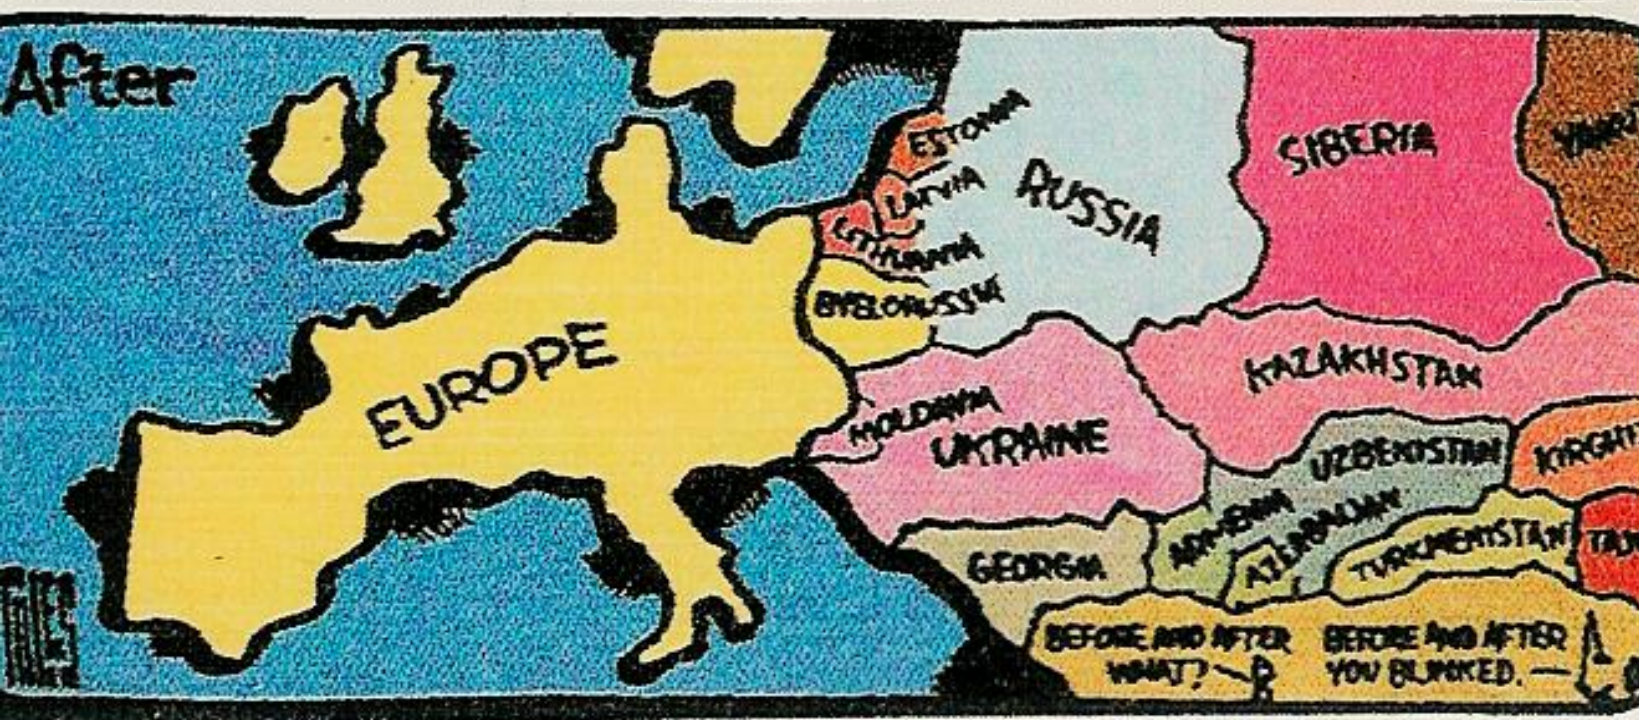 After
ESTONIA
LATVIA
LITHUANIA
RUSSIA
SIBERIA
BYELORUSSIA
EUROPE
KAZAKHSTAN
MOLDAVIA
UKRAINE
UZBEKISTAN
KIRGHI
ARMENIA
AZERBAIJAN
GEORGIA
TURKMENISTAN
BEFORE AND AFTER
WHAT?
BEFORE AND AFTER
YOU BLINKED.